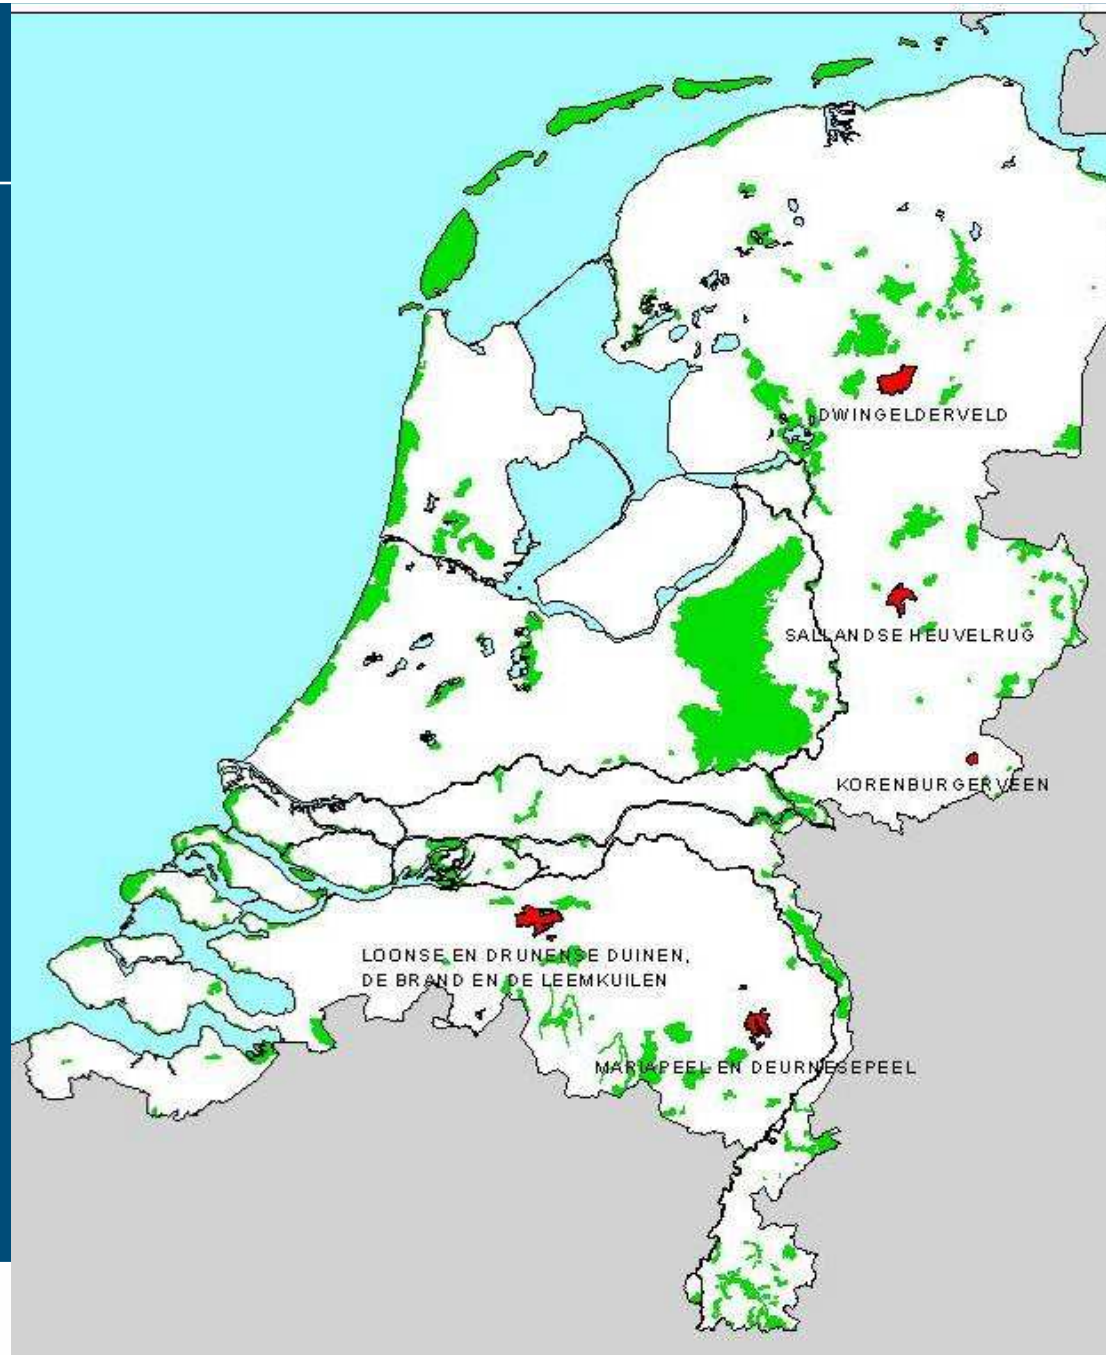 DWINGELDERVELD
SALLANDSE HEUVELRUG
KORENBURGERVEEN
LOONSE EN DRUNENSE DUINEN,
DE BRAND EN DE LEEMKUILEN
MARIAPEEL EN DEURNESEPEEL